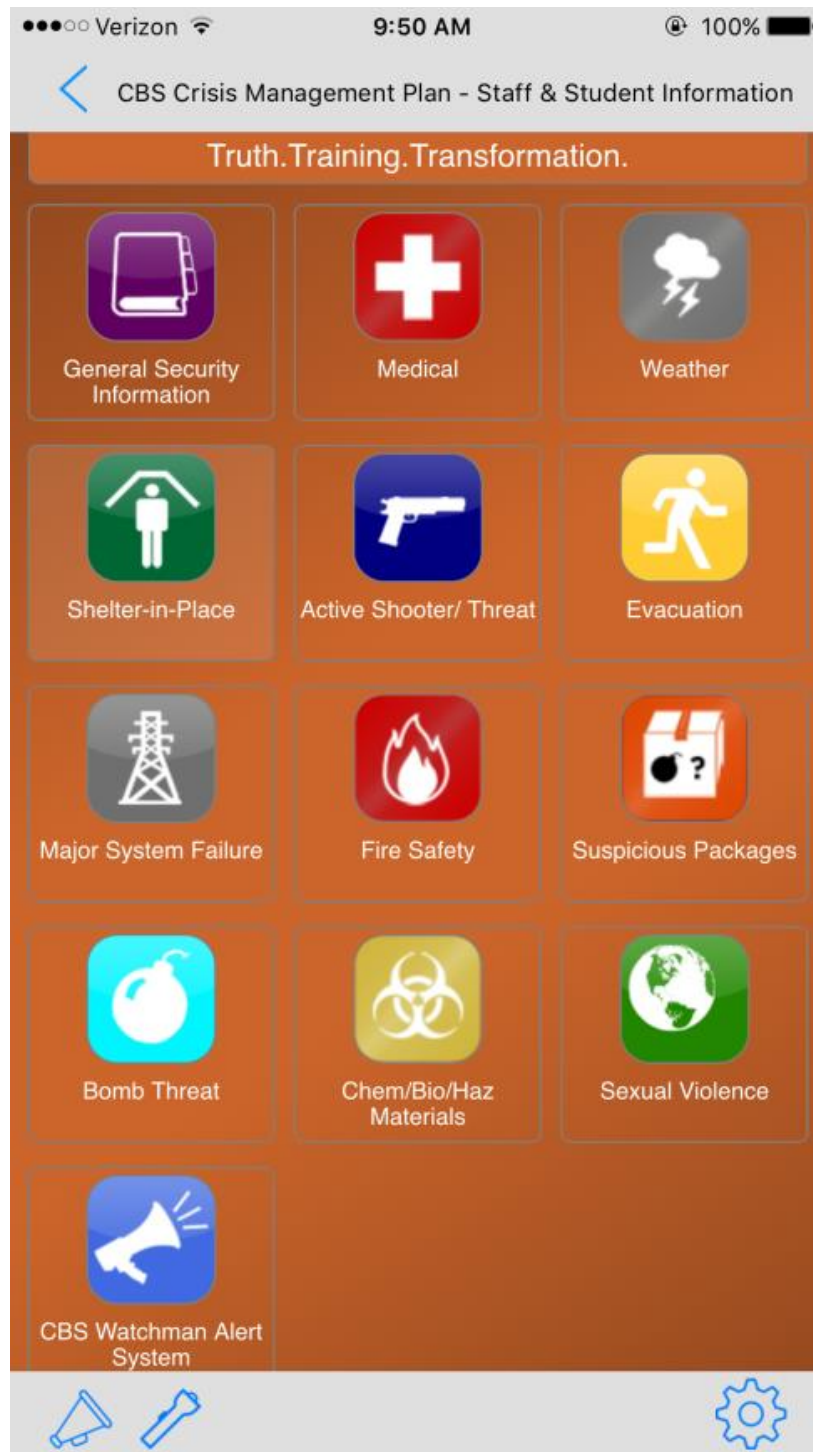 Verizon 9:50 AM 100%
CBS Crisis Management Plan - Staff & Student Information
Truth.Training.Transformation.
General Security
Information
Medical
Weather
Shelter-in-Place
Active Shooter/ Threat
Evacuation
Major System Failure
Fire Safety
?
Suspicious Packages
Bomb Threat
Chem/Bio/Haz
Materials
Sexual Violence
CBS Watchman Alert
System